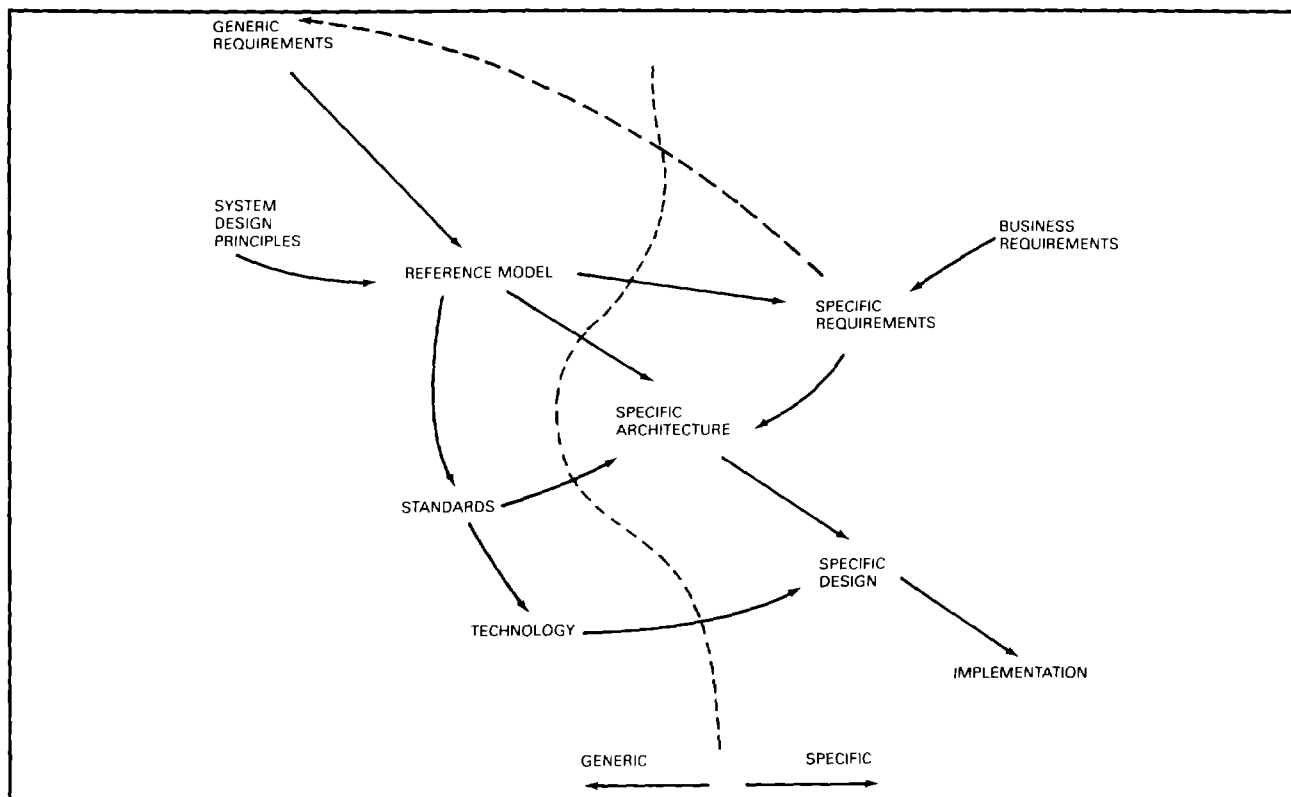 GENERIC
REQUIREMENTS
SYSTEM
DESIGN
PRINCIPLES
BUSINESS
REQUIREMENTS
REFERENCE MODEL
SPECIFIC
REQUIREMENTS
SPECIFIC
ARCHITECTURE
STANDARDS
SPECIFIC
DESIGN
TECHNOLOGY
IMPLEMENTATION
GENERIC
SPECIFIC